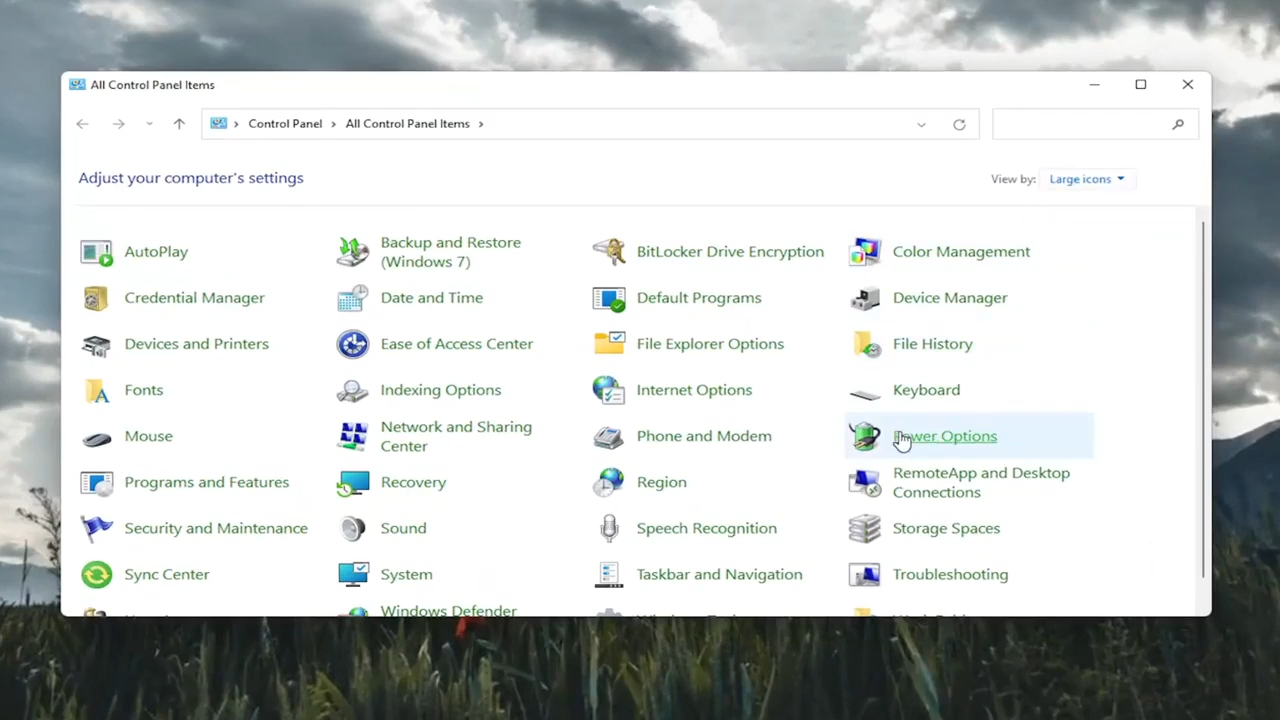 All Control Panel Items
Control Panel
All Control Panel Items
Adjust your computer's settings
View by: Large icons
AutoPlay
Backup and Restore
(Windows 7)
BitLocker Drive Encryption
Color Management
Credential Manager
Date and Time
Default Programs
Device Manager
Devices and Printers
Ease of Access Center
File Explorer Options
File History
Fonts
Indexing Options
Internet Options
Keyboard
Mouse
Network and Sharing
Center
Phone and Modem
Power Options
Programs and Features
Recovery
Region
RemoteApp and Desktop
Connections
Security and Maintenance
Sound
Speech Recognition
Storage Spaces
Sync Center
System
Taskbar and Navigation
Troubleshooting
Windows Defender